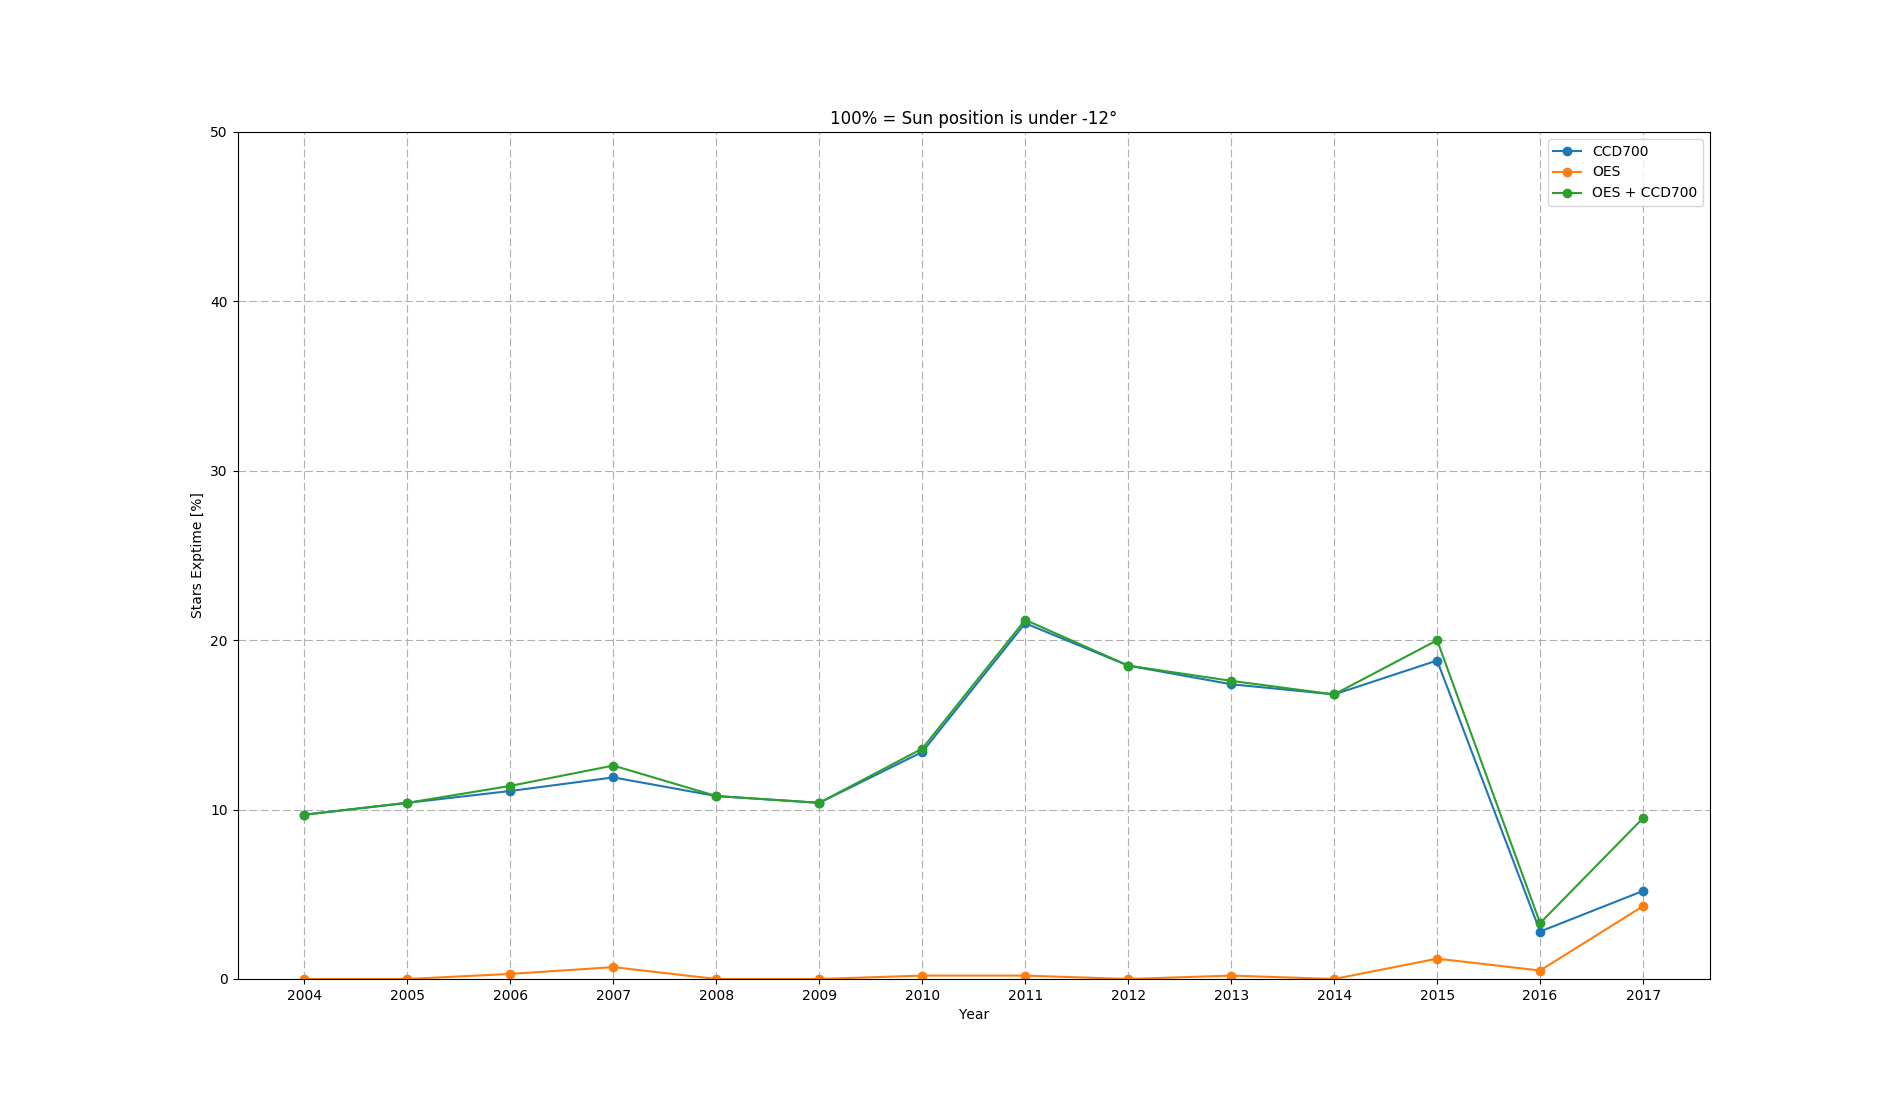 100% = Sun position is under -12°
CCD700
OES
OES + CCD700
50
40
30
20
10
0
Stars Exptime [%]
2004 2005 2006 2007 2008 2009 2010 2011 2012 2013 2014 2015 2016 2017
Year